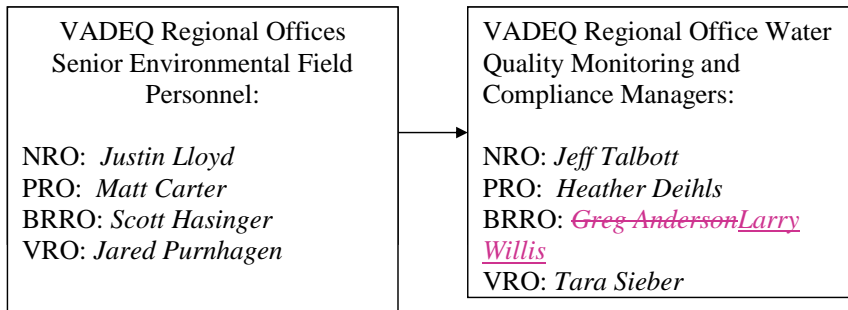 VADEQ Regional Offices
Senior Environmental Field
Personnel:
NRO: Justin Lloyd
PRO: Matt Carter
BRRO: Scott Hasinger
VRO: Jared Purnhagen
VADEQ Regional Office Water
Quality Monitoring and
Compliance Managers:
NRO: Jeff Talbott
PRO: Heather Deihls
BRRO: Greg AndersonLarry
Willis
VRO: Tara Sieber